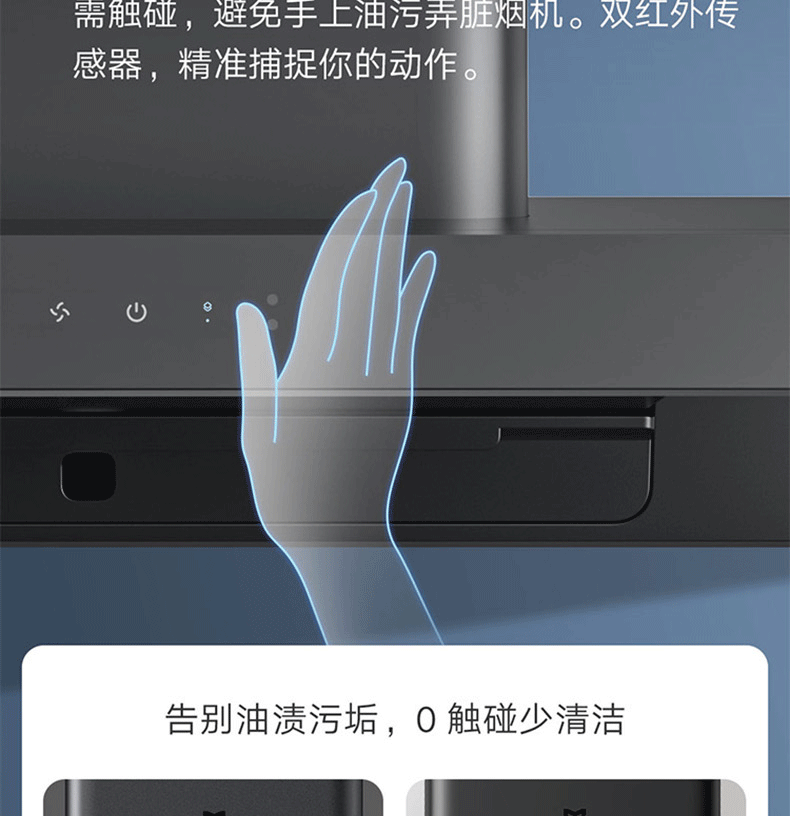 需触碰，避免手上油污弄脏烟机。双红外传
感器，精准捕捉你的动作。
告别油渍污垢，0 触碰少清洁